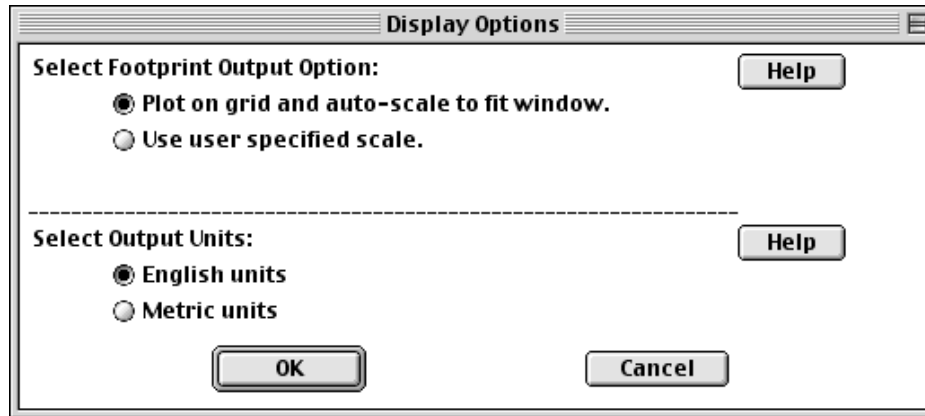 Display Options
Select Footprint Output Option:
Help
Plot on grid and auto-scale to fit window.
Use user specified scale.
Select Output Units:
Help
English units
Metric units
OK
Cancel